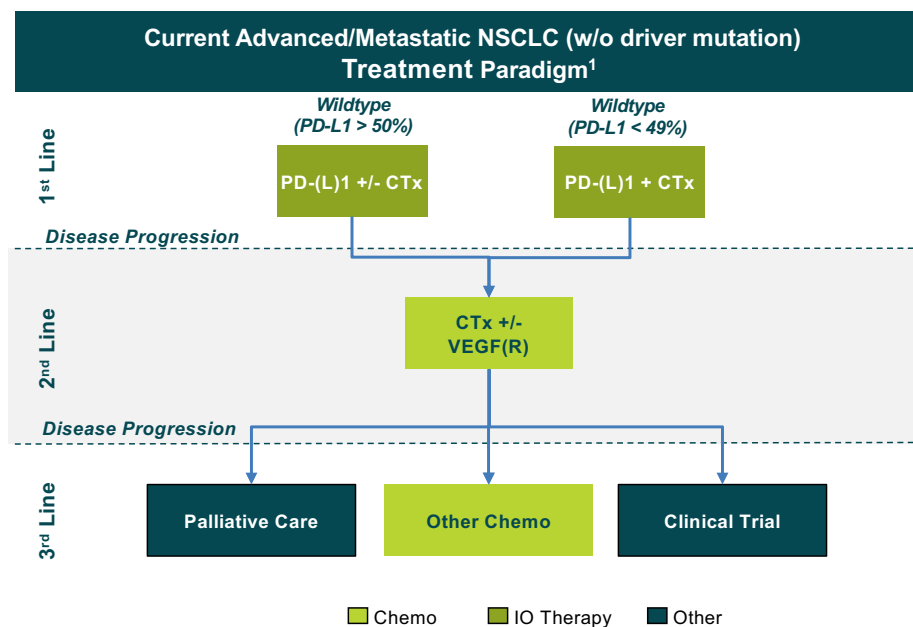 Current Advanced/Metastatic NSCLC (w/o driver mutation)
Treatment Paradigm¹
Wildtype
(PD-L1 > 50%)
Wildtype
(PD-L1 < 49%)
1st Line
PD-(L)1 +/- CTx
PD-(L)1 + CTx
Disease Progression
2nd Line
CTx +/-
VEGF(R)
Disease Progression
3rd Line
Palliative Care
Other Chemo
Clinical Trial
Chemo
IO Therapy
Other